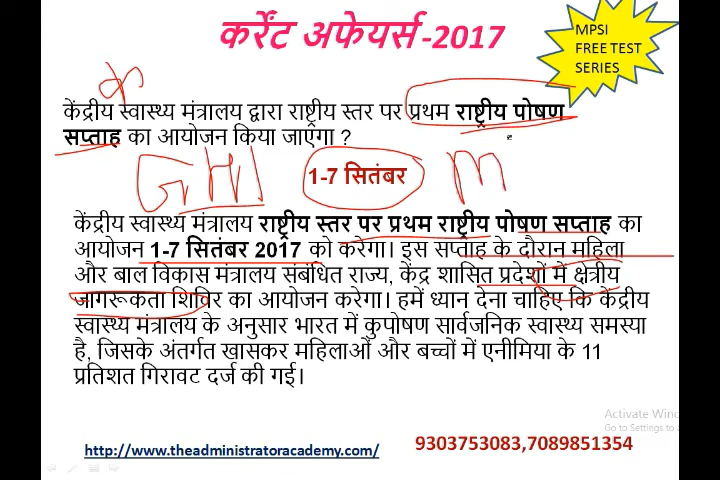 करेंट अफेयर्स-2017
MPSI
FREE TEST
SERIES
केंद्रीय स्वास्थ्य मंत्रालय द्वारा राष्ट्रीय स्तर पर प्रथम राष्ट्रीय पोषण
सप्ताह का आयोजन किया जाएंगा ?
1-7 सितंबर
GHI
m
केंद्रीय स्वास्थ्य मंत्रालय राष्ट्रीय स्तर पर प्रथम राष्ट्रीय पोषण सप्ताह का
आयोजन 1-7 सितंबर 2017 को करेगा। इस सप्ताह के दौरान महिला
और बाल विकास मंत्रालय संबंधित राज्य, केंद्र शासित प्रदेशों में क्षेत्रीय
जागरूकता शिविर का आयोजन करेगा। हमें ध्यान देना चाहिए कि केंद्रीय
स्वास्थ्य मंत्रालय के अनुसार भारत में कुपोषण सार्वजनिक स्वास्थ्य समस्या
है, जिसके अंतर्गत खासकर महिलाओं और बच्चों में एनीमिया के 11
प्रतिशत गिरावट दर्ज की गई।
Activate Wind
Go to Settings to
http://www.theadministratoracademy.com/
9303753083,7089851354